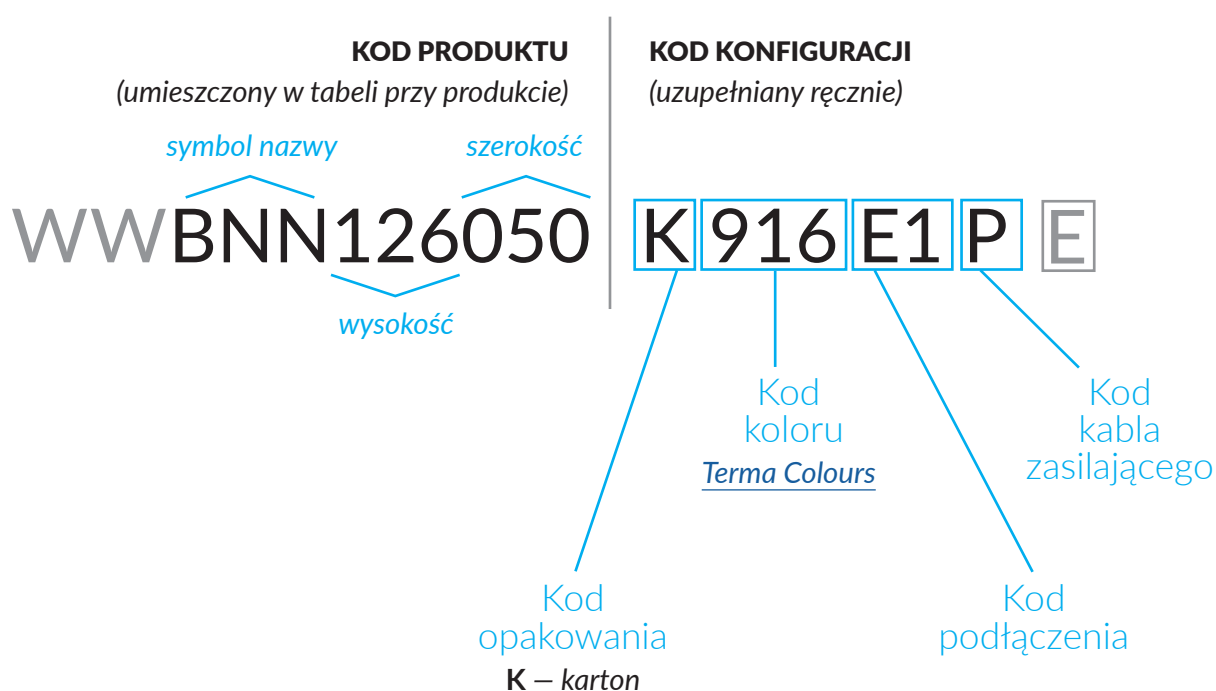 KOD PRODUKTU
(umieszczony w tabeli przy produkcie)
KOD KONFIGURACJI
(uzupełniany ręcznie)
symbol nazwy
szerokość
WWBNN126050 K 916 E1 P E
wysokość
Kod
koloru
Terma Colours
Kod
kabla
zasilającego
Kod
opakowania
K – karton
Kod
podłączenia